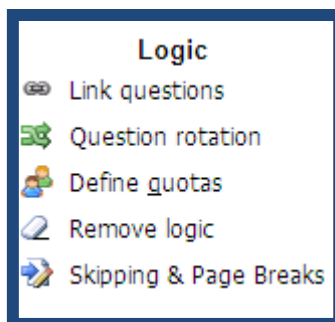 Logic
Link questions
Question rotation
Define quotas
Remove logic
Skipping & Page Breaks